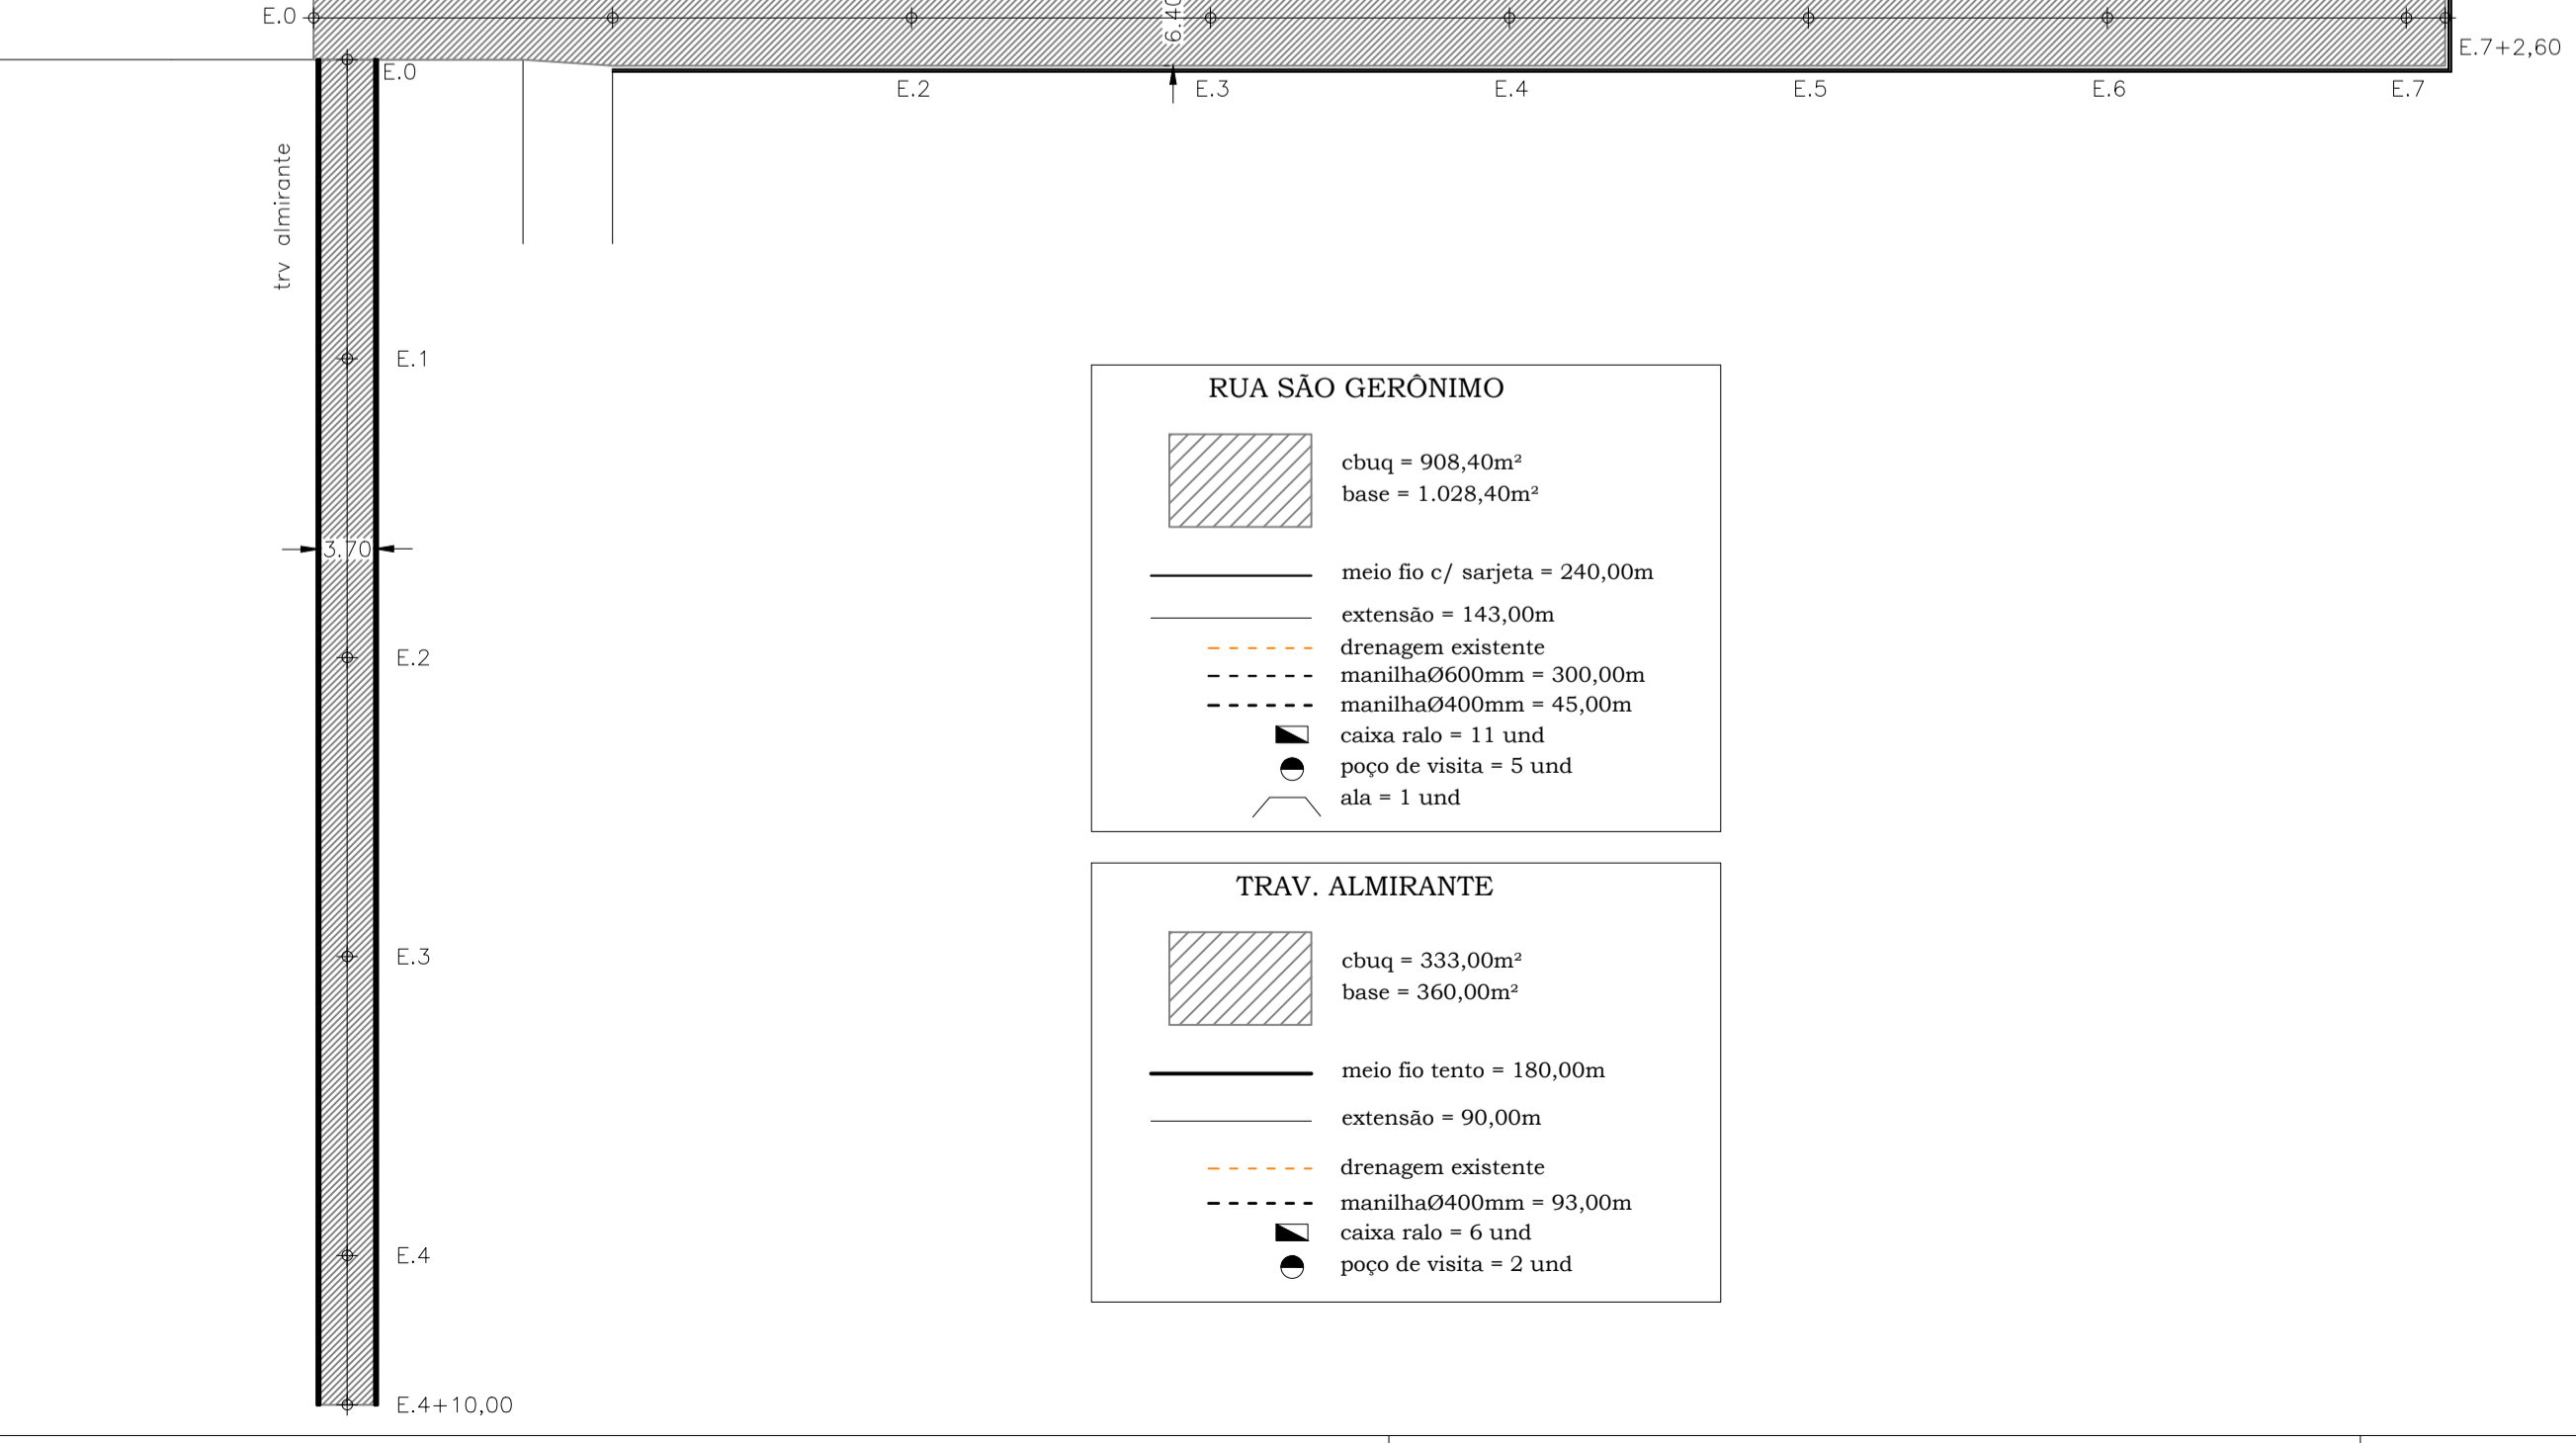 E.0
6.40
E.7+2,60
E.0
E.2
E.3
E.4
E.5
E.6
E.7
trv almirante
E.1
3.70
E.2
E.3
E.4
E.4+10,00
RUA SÃO GERÔNIMO
cbuq = 908,40m²
base = 1.028,40m²
meio fio c/ sarjeta = 240,00m
extensão = 143,00m
drenagem existente
manilhaØ600mm = 300,00m
manilhaØ400mm = 45,00m
caixa ralo = 11 und
poço de visita = 5 und
ala = 1 und
TRAV. ALMIRANTE
cbuq = 333,00m²
base = 360,00m²
meio fio tento = 180,00m
extensão = 90,00m
drenagem existente
manilhaØ400mm = 93,00m
caixa ralo = 6 und
poço de visita = 2 und